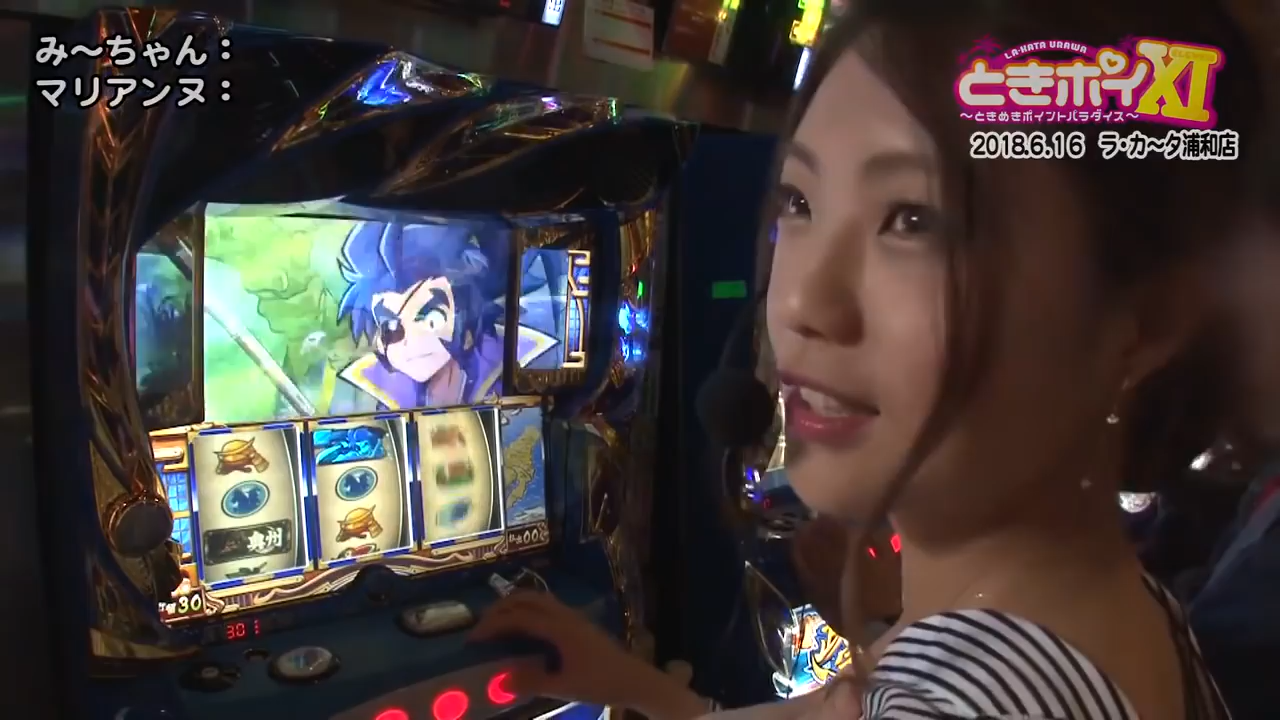 み～ちゃん：
マリアンヌ：
LA・KATA URAWA
ときポイXI
～ときめきポイントパラダイス～
2018.6.16 ラ・カ～タ浦和店
奥州
00
30
301